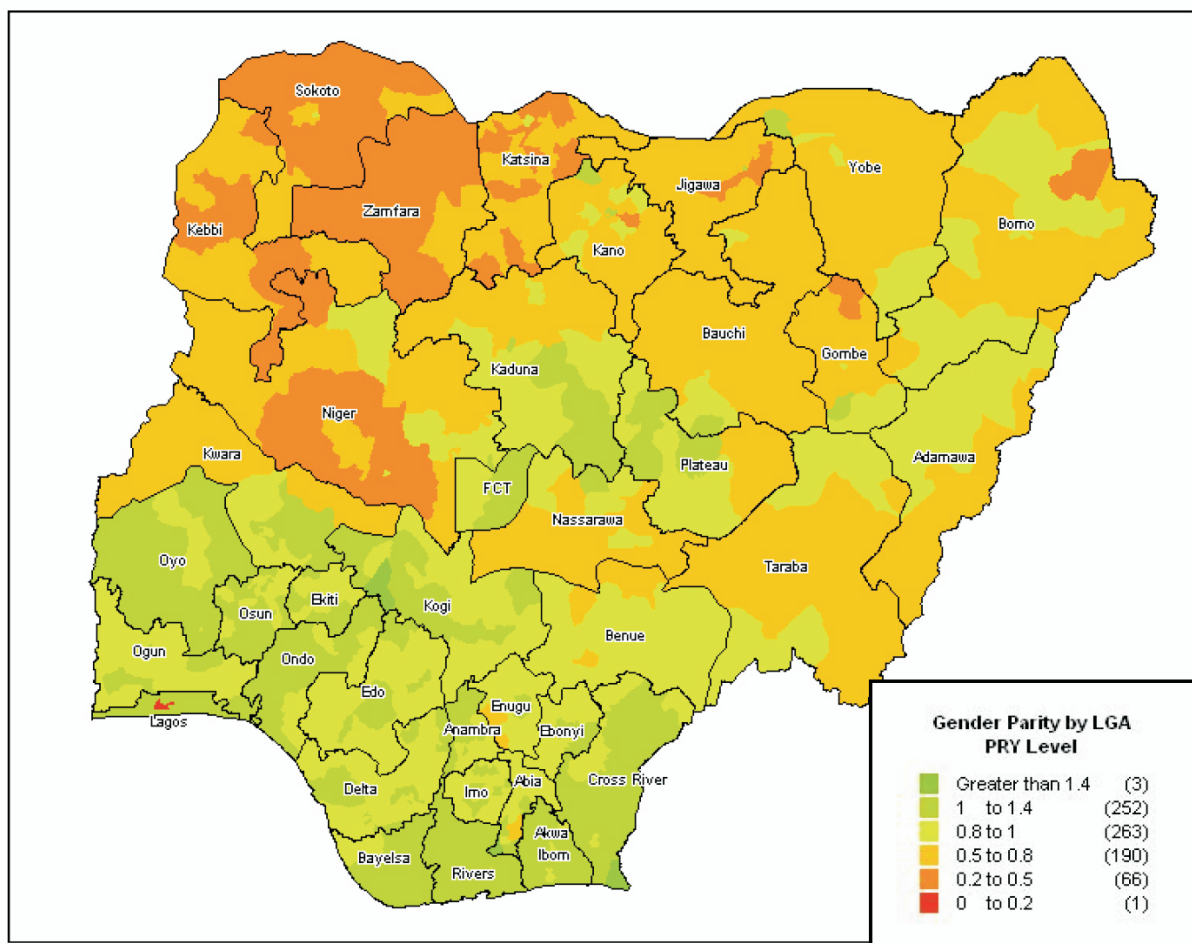 Sokoto
Katsina
Yobe
Jigawa
Zamfara
Borno
Kebbi
Kano
Bauchi
Gombe
Kaduna
Niger
Adamawa
Kwara
Plateau
FCT
Nassarawa
Oyo
Taraba
Ekiti
Osun
Kogi
Benue
Ogun
Ondo
Edo
Enugu
Lagos
Anambra
Ebonyi
Cross River
Abia
Delta
Imo
Akwa
Ibom
Bayelsa
Rivers
Gender Parity by LGA
PRY Level
Greater than 1.4 (3)
1 to 1.4 (252)
0.8 to 1 (263)
0.5 to 0.8 (190)
0.2 to 0.5 (66)
0 to 0.2 (1)